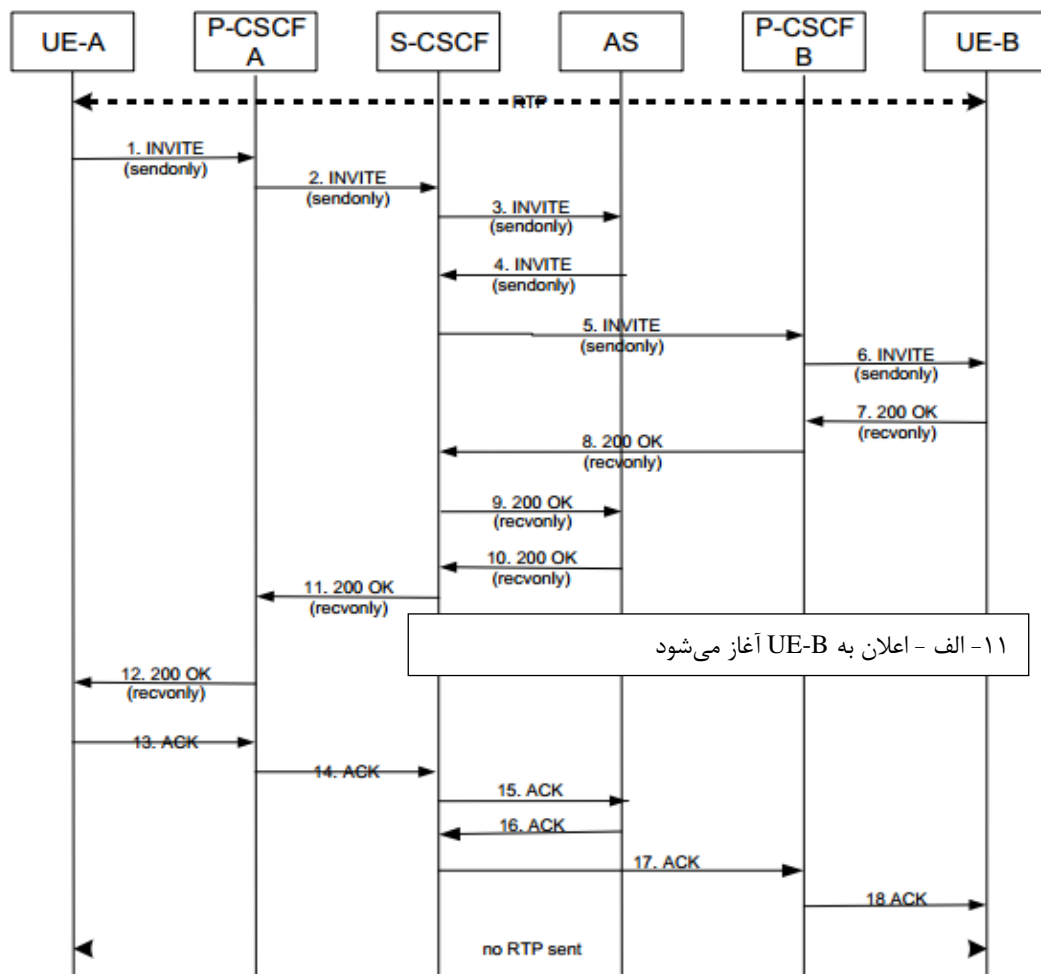 UE-A
P-CSCF
A
S-CSCF
AS
P-CSCF
B
UE-B
RTP
1. INVITE
(sendonly)
2. INVITE
(sendonly)
3. INVITE
(sendonly)
4. INVITE
(sendonly)
5. INVITE
(sendonly)
6. INVITE
(sendonly)
7. 200 OK
(recvonly)
8. 200 OK
(recvonly)
9. 200 OK
(recvonly)
10. 200 OK
(recvonly)
11. 200 OK
(recvonly)
۱۱- الف - اعلان به UE-B آغاز می‌شود
12. 200 OK
(recvonly)
13. ACK
14. ACK
15. ACK
16. ACK
17. ACK
18 ACK
no RTP sent